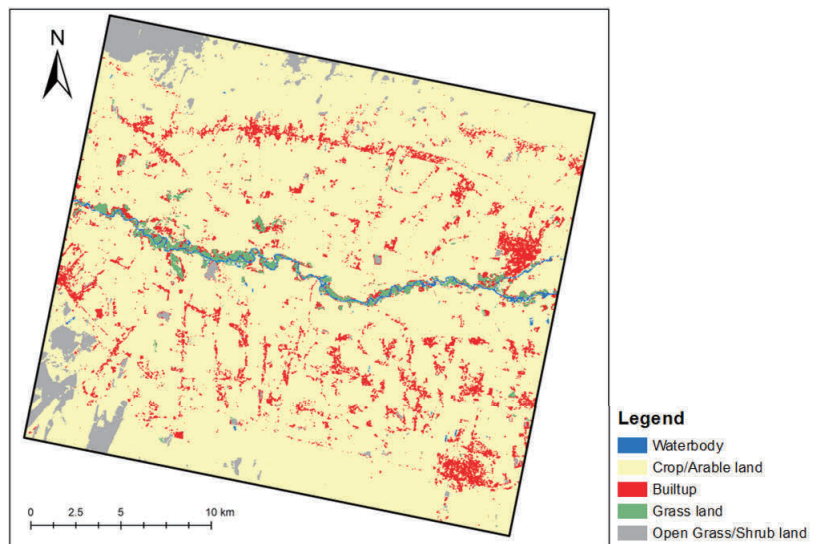 N
0 2.5 5 10 km
Legend
Waterbody
Crop/Arable land
Builtup
Grass land
Open Grass/Shrub land